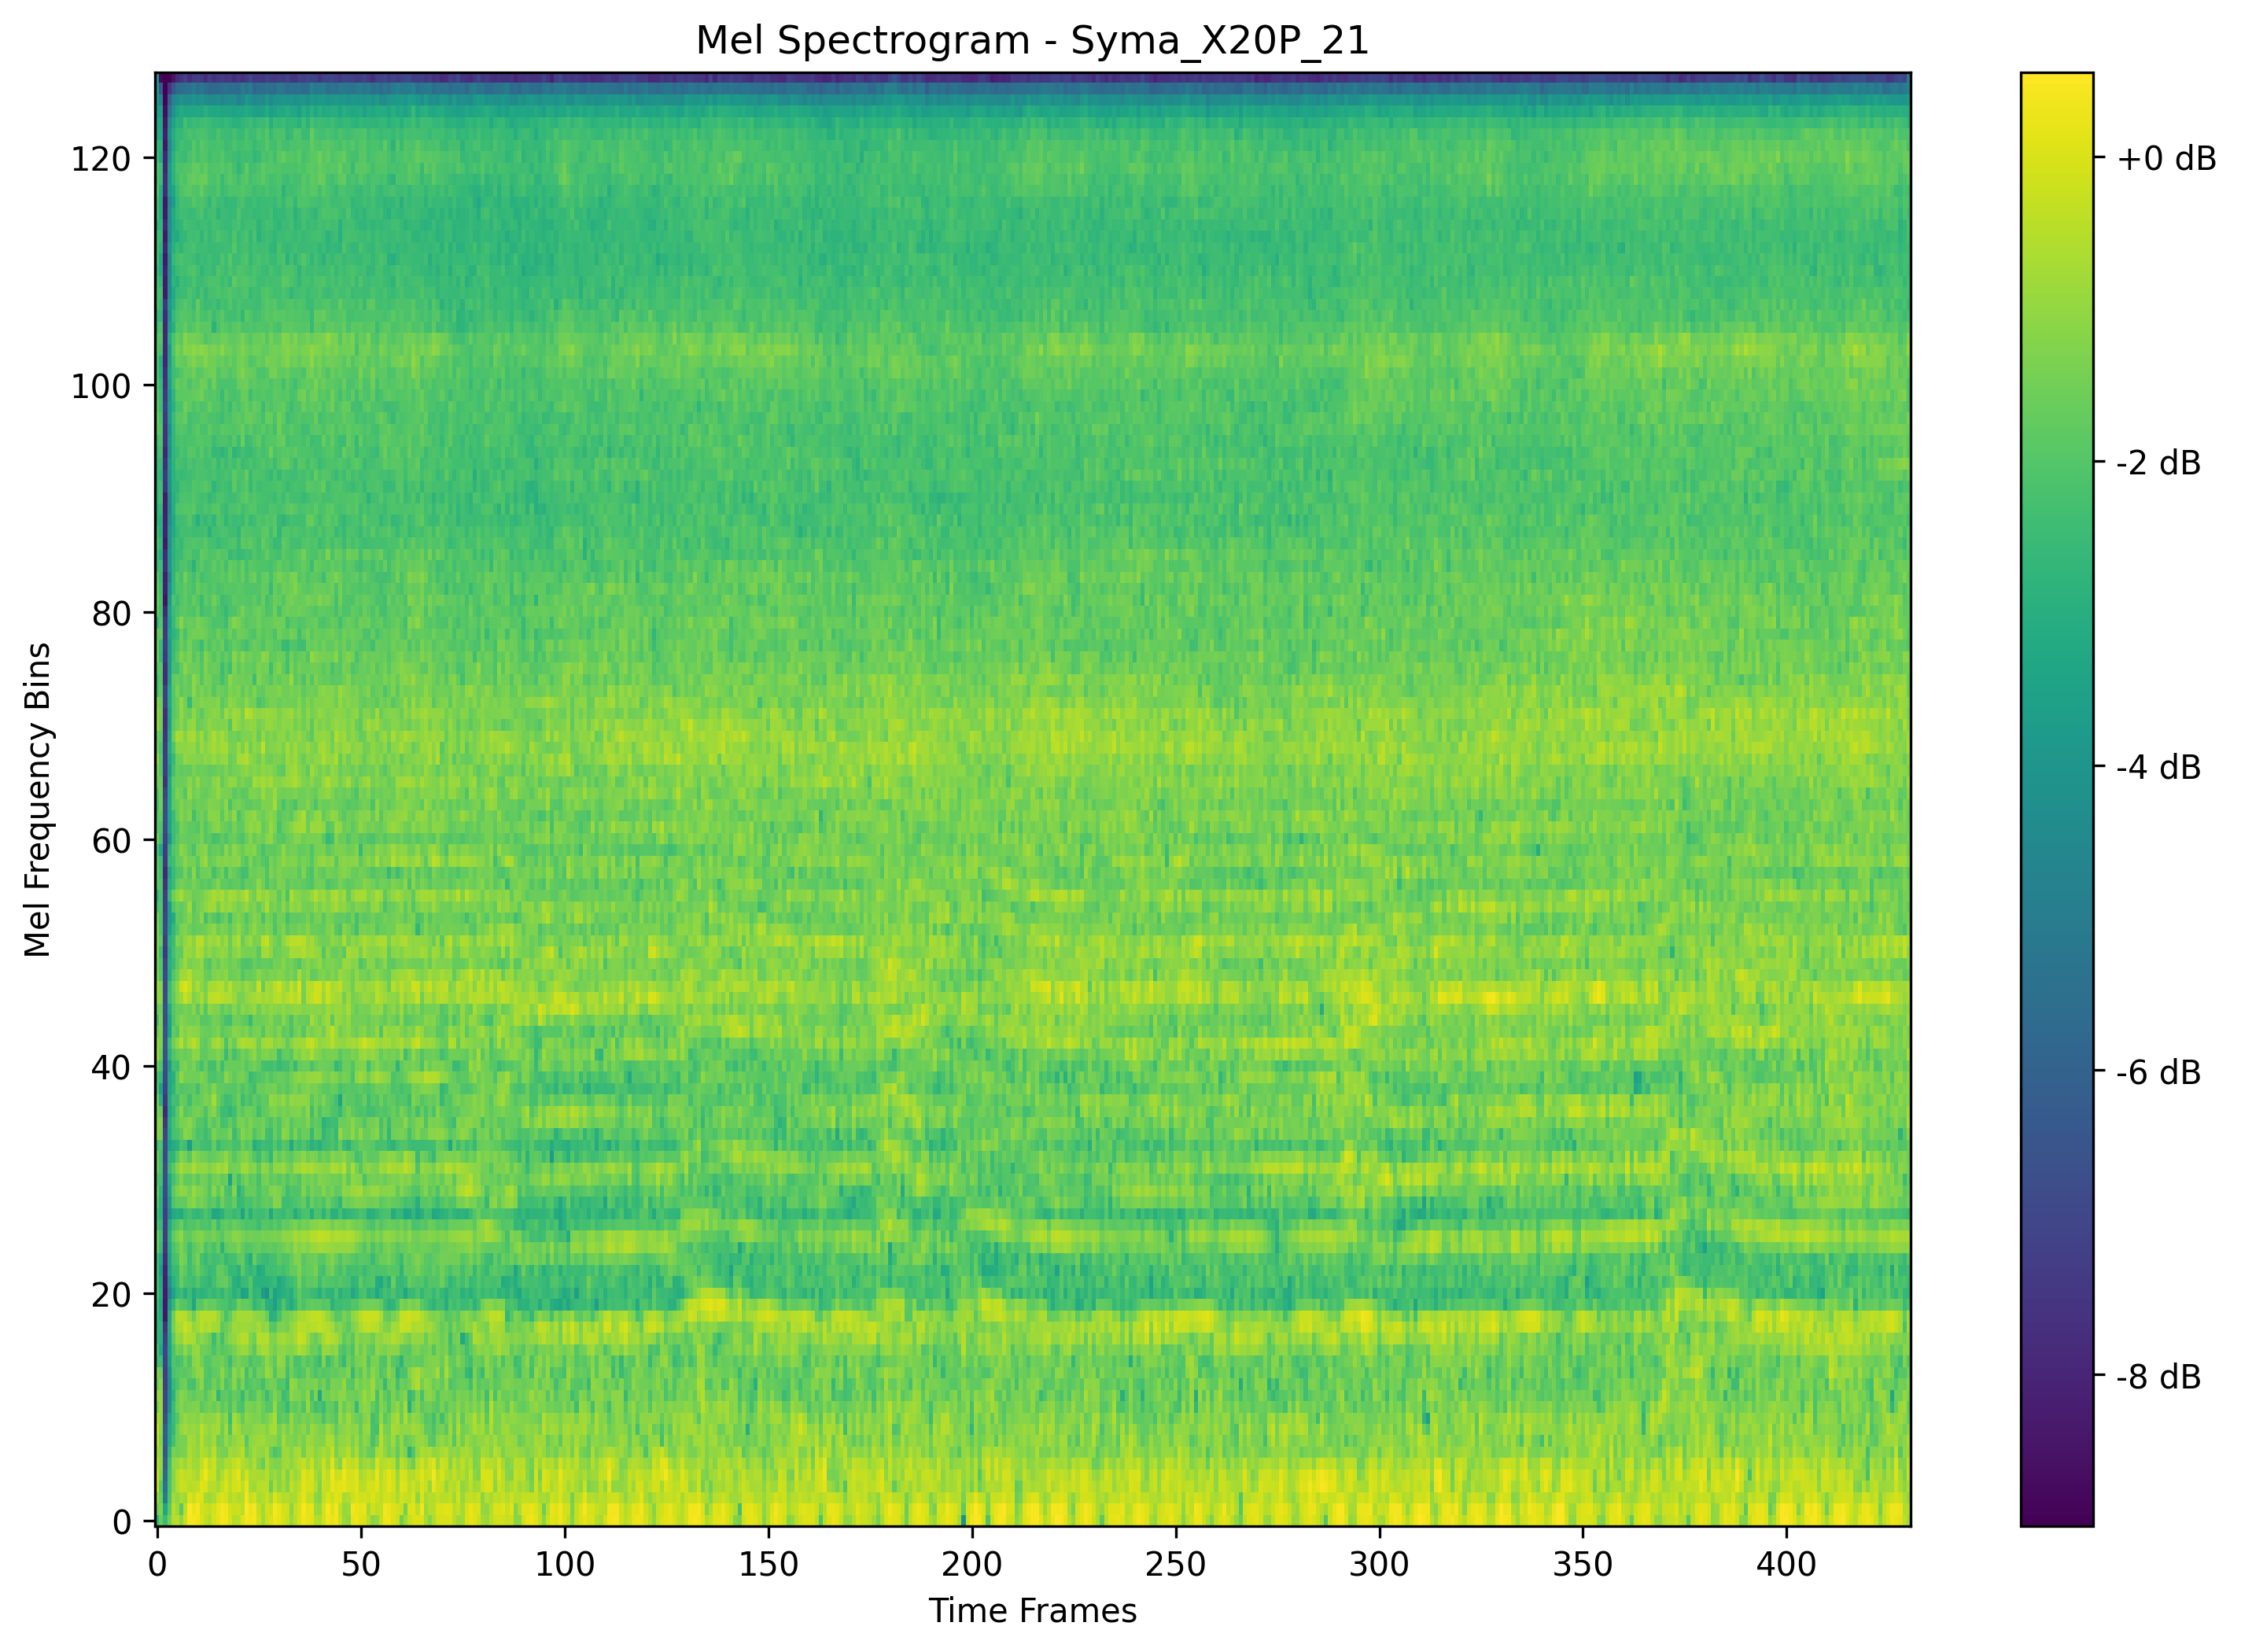 Mel Spectrogram - Syma_X20P_21
Mel Frequency Bins
120
100
80
60
40
20
0
0 50 100 150 200 250 300 350 400
Time Frames
+0 dB
-2 dB
-4 dB
-6 dB
-8 dB